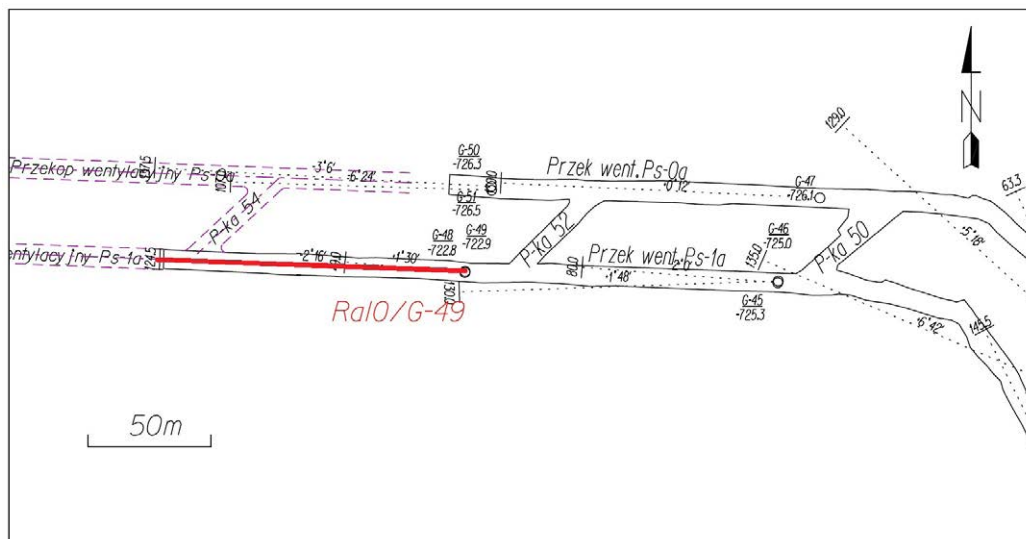 129.0
N
63.3
G-50
-726.3
Przekop wentylacyjny Ps-0a
-3°6'
-6°24'
Przek went.Ps-0a
G-47
-726.1
-0°12'
G-51
-726.5
P-ka 54
P-ka 52
P-ka 50
-5°18'
G-48
-722.8
G-49
-722.9
G-46
-725.0
135.0
entylacyjny Ps-1a
124.5
-2°16'
-1°30'
80.0
Przek went.Ps-1a
-1°48'
130.0
G-45
-725.3
Ra10/G-49
-6°42'
145.5
50m